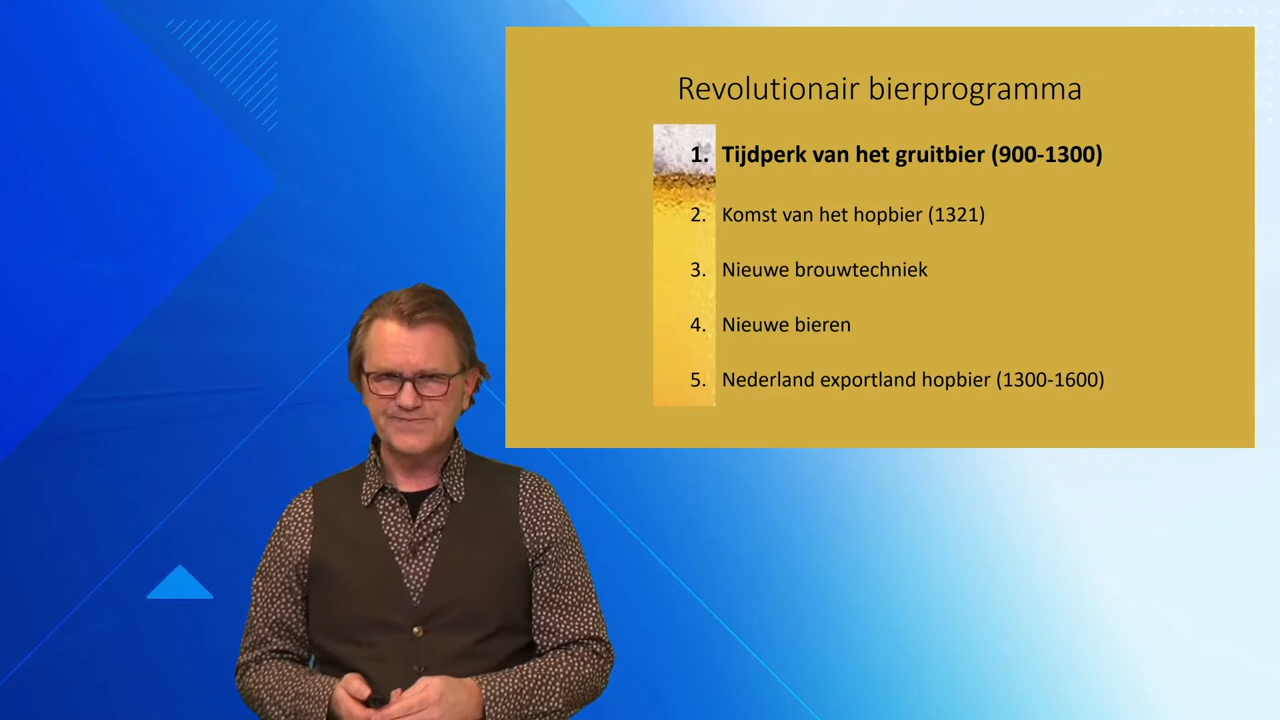 Revolutionair bierprogramma
1. Tijdperk van het gruitbier (900-1300)
2. Komst van het hopbier (1321)
3. Nieuwe brouwtechniek
4. Nieuwe bieren
5. Nederland exportland hopbier (1300-1600)